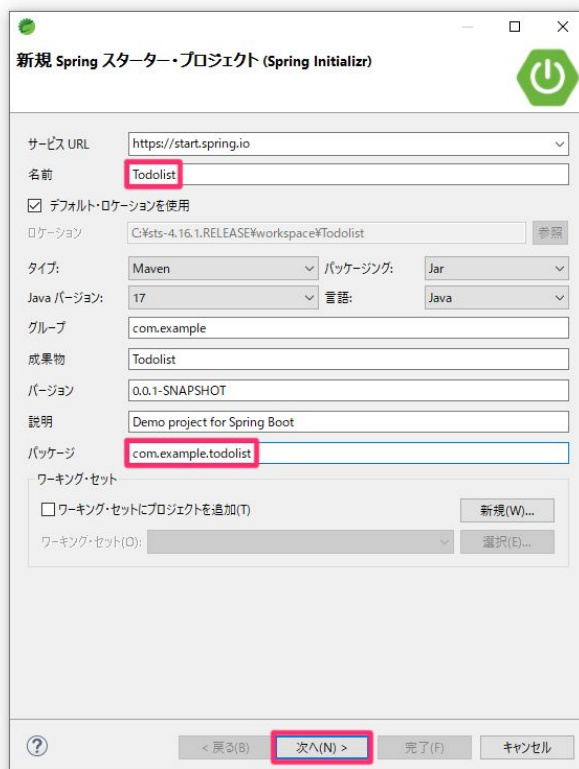 新規 Spring スターター・プロジェクト (Spring Initializr)
サービス URL https://start.spring.io
名前 Todolist
デフォルト・ロケーションを使用
ロケーション C:¥sts-4.16.1.RELEASE¥workspace¥Todolist 参照
タイプ: Maven パッケージング: Jar
Java バージョン: 17 言語: Java
グループ com.example
成果物 Todolist
バージョン 0.0.1-SNAPSHOT
説明 Demo project for Spring Boot
パッケージ com.example.todolist
ワーキング・セット
ワーキング・セットにプロジェクトを追加(T) 新規(W)...
ワーキング・セット(O): 選択(E)...
? < 戻る(B) 次へ(N) > 完了(F) キャンセル